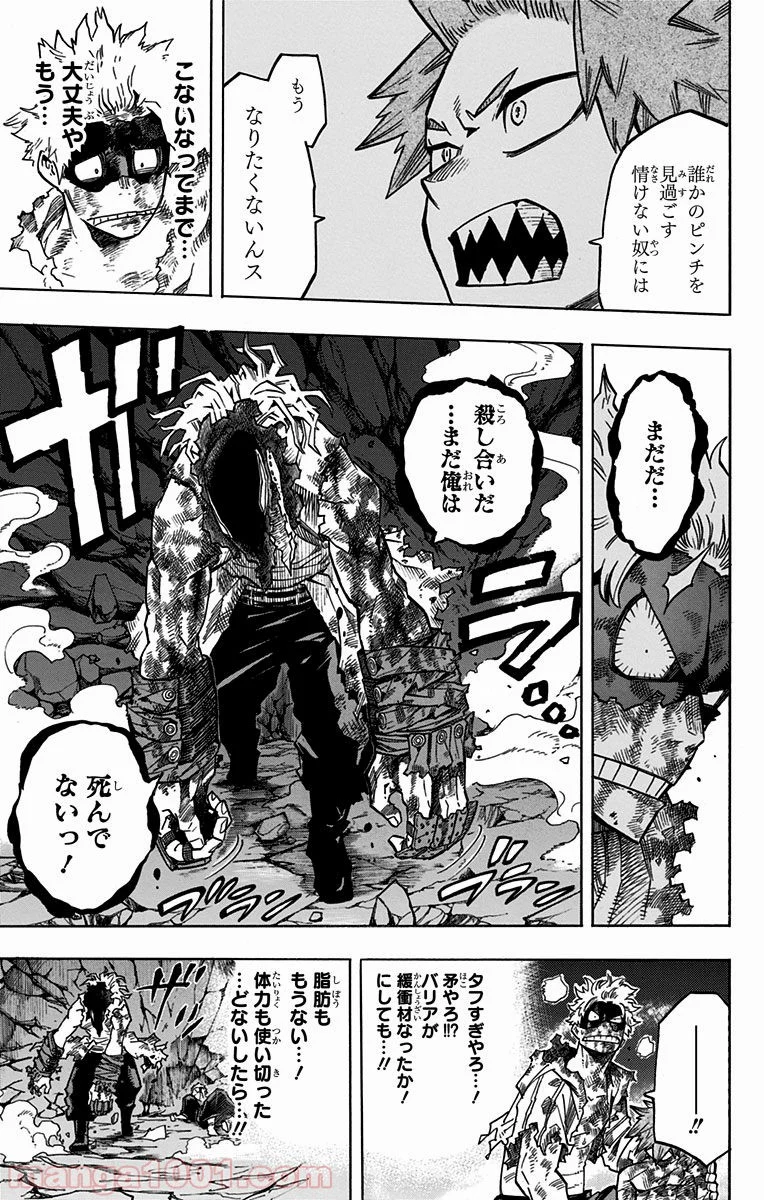 誰かのピンチを
見過ごす
情けない奴には
もう
なりたくないんス
こないなってまで…
大丈夫や
もう…
まだだ…
殺し合いだ
…まだ俺は
ガラ…
死んで
ないっ!
ブラン
ブラン
――!!
タフすぎやろ…!
矛やろ!!?
バリアが
緩衝材なったか!
にしても…!!
脂肪も
もうない…!
体力も使い切った
…どないしたら…!!
manga1001.com